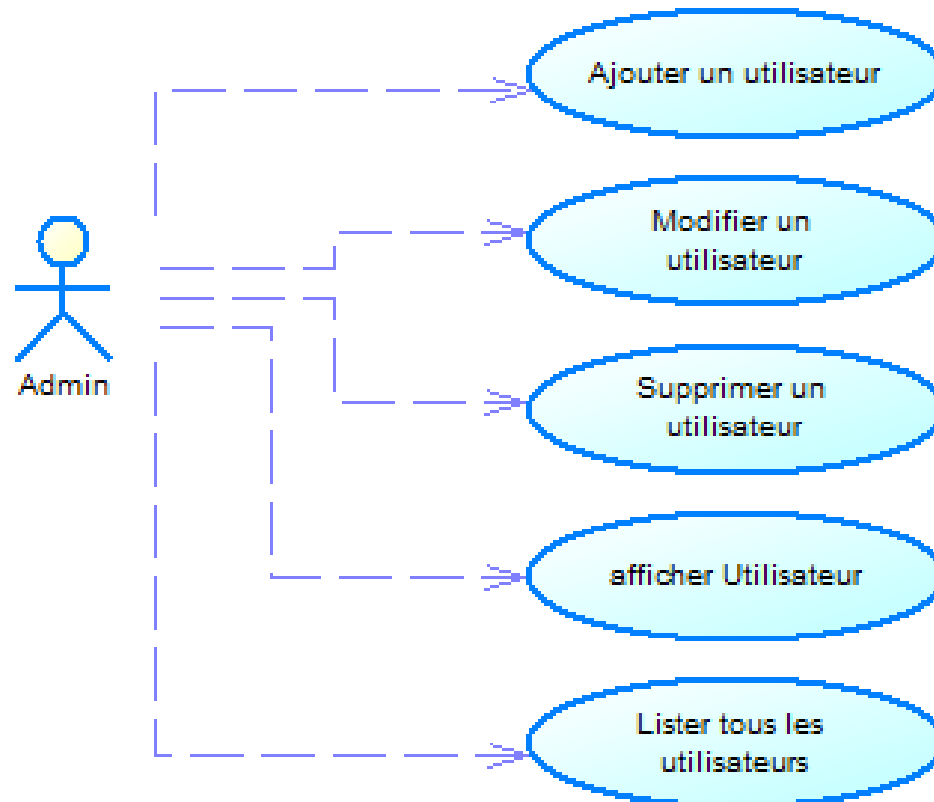 Ajouter un utilisateur
Modifier un
utilisateur
Admin
Supprimer un
utilisateur
afficher Utilisateur
Lister tous les
utilisateurs